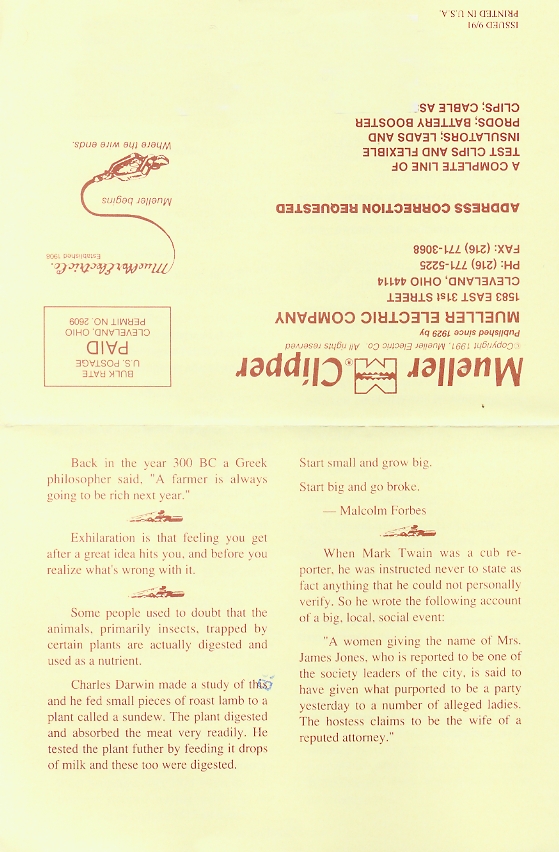 Mueller Clipper®
©Copyright 1991, Mueller Electric Co. All rights reserved
Published since 1929 by
MUELLER ELECTRIC COMPANY
1583 EAST 31st STREET
CLEVELAND, OHIO 44114
PH: (216) 771-5225
FAX: (216) 771-3068
ADDRESS CORRECTION REQUESTED
A COMPLETE LINE OF
TEST CLIPS AND FLEXIBLE
INSULATORS; LEADS AND
PRODS; BATTERY BOOSTER
CLIPS; CABLE AS
ISSUED 9/91
PRINTED IN U.S.A.
BULK RATE
U.S. POSTAGE
PAID
CLEVELAND, OHIO
PERMIT NO. 2609
Mueller Electric Co.
Established 1908
Mueller begins
Where the wire ends.
Back in the year 300 BC a Greek
philosopher said, "A farmer is always
going to be rich next year."
Exhilaration is that feeling you get
after a great idea hits you, and before you
realize what's wrong with it.
Some people used to doubt that the
animals, primarily insects, trapped by
certain plants are actually digested and
used as a nutrient.
Charles Darwin made a study of this
and he fed small pieces of roast lamb to a
plant called a sundew. The plant digested
and absorbed the meat very readily. He
tested the plant futher by feeding it drops
of milk and these too were digested.
Start small and grow big.
Start big and go broke.
— Malcolm Forbes
When Mark Twain was a cub re-
porter, he was instructed never to state as
fact anything that he could not personally
verify. So he wrote the following account
of a big, local, social event:
"A women giving the name of Mrs.
James Jones, who is reported to be one of
the society leaders of the city, is said to
have given what purported to be a party
yesterday to a number of alleged ladies.
The hostess claims to be the wife of a
reputed attorney."